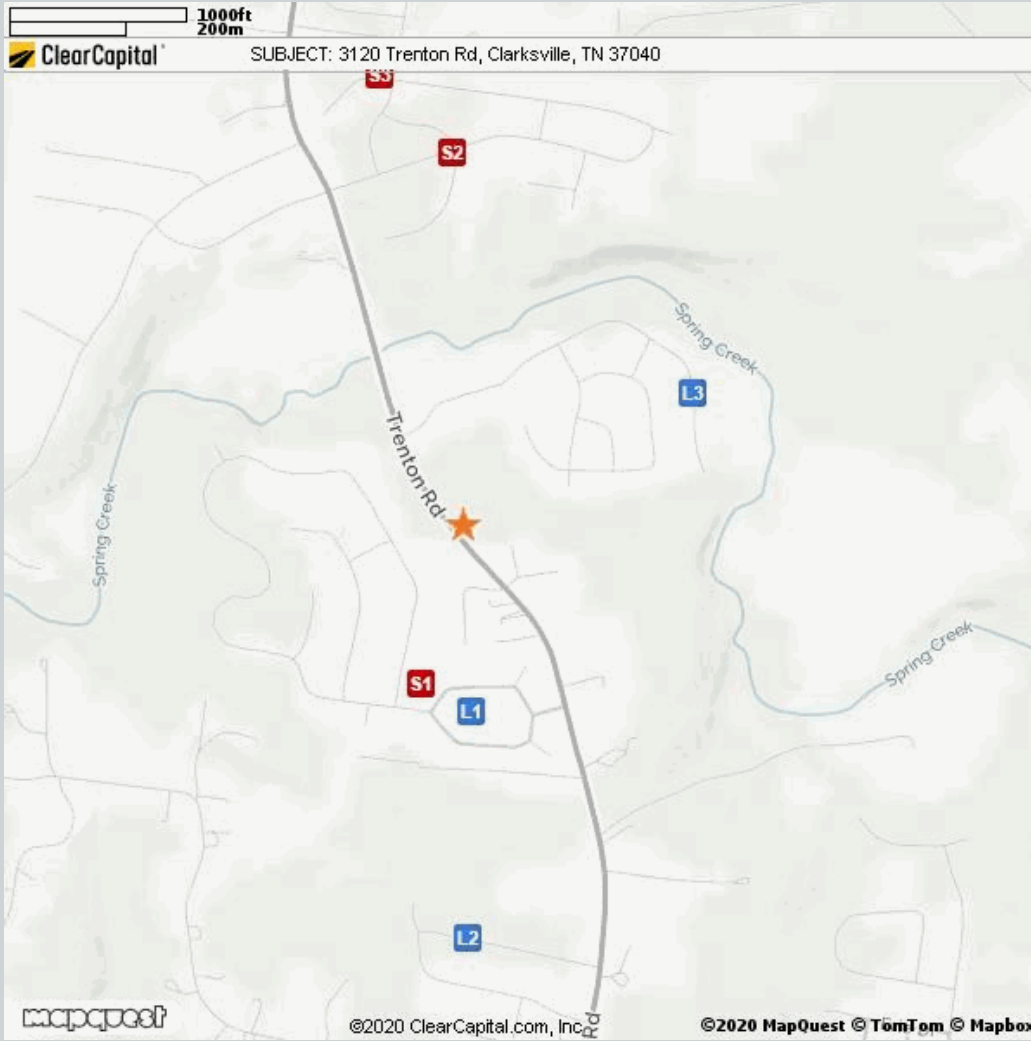 1000ft
200m
ClearCapital
SUBJECT: 3120 Trenton Rd, Clarksville, TN 37040
S3
S2
Spring Creek
L3
Trenton Rd
Spring Creek
Spring Creek
S1
L1
L2
mapquest
©2020 ClearCapital.com, Inc
Rd
©2020 MapQuest © TomTom © Mapbox